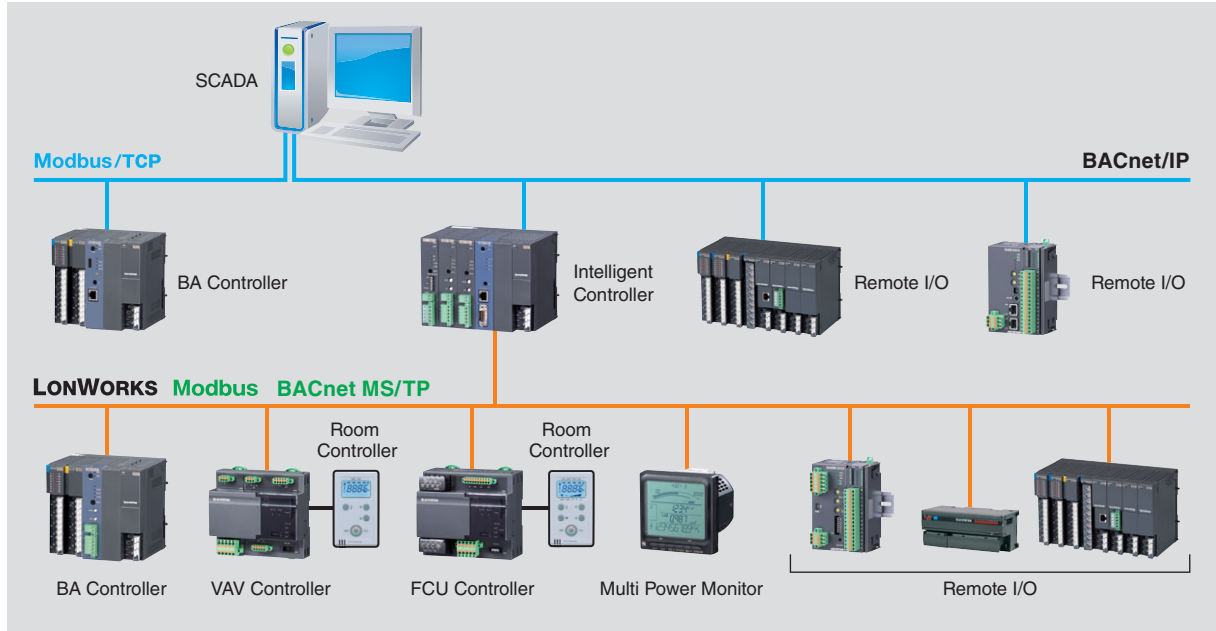 SCADA
Modbus/TCP
BACnet/IP
BA Controller
Intelligent
Controller
Remote I/O
Remote I/O
LONWORKS Modbus BACnet MS/TP
Room
Controller
Room
Controller
BA Controller
VAV Controller
FCU Controller
Multi Power Monitor
Remote I/O